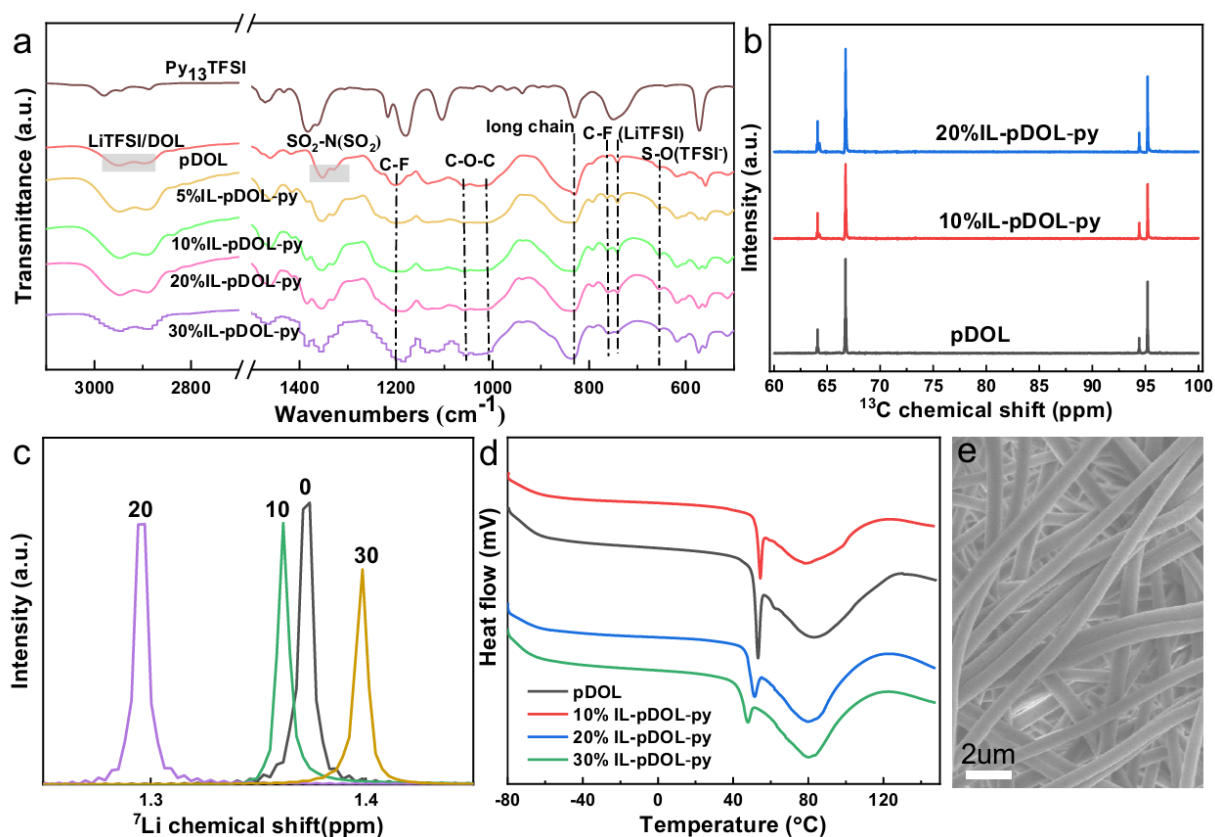 a
Py₁₃TFSI
LiTFSI/DOL
SO₂-N(SO₂)
long chain
C-F (LiTFSI)
pDOL
C-F
C-O-C
S-O(TFSI⁻)
5%IL-pDOL-py
10%IL-pDOL-py
20%IL-pDOL-py
30%IL-pDOL-py
Transmittance (a.u.)
3000 2800 1400 1200 1000 800 600
Wavenumbers (cm⁻¹)
b
20%IL-pDOL-py
10%IL-pDOL-py
pDOL
Intensity (a.u.)
60 65 70 75 80 85 90 95 100
¹³C chemical shift (ppm)
c
0
20 10
30
Intensity (a.u.)
1.3 1.4
⁷Li chemical shift(ppm)
d
Heat flow (mV)
pDOL
10% IL-pDOL-py
20% IL-pDOL-py
30% IL-pDOL-py
-80 -40 0 40 80 120
Temperature (°C)
e
2um